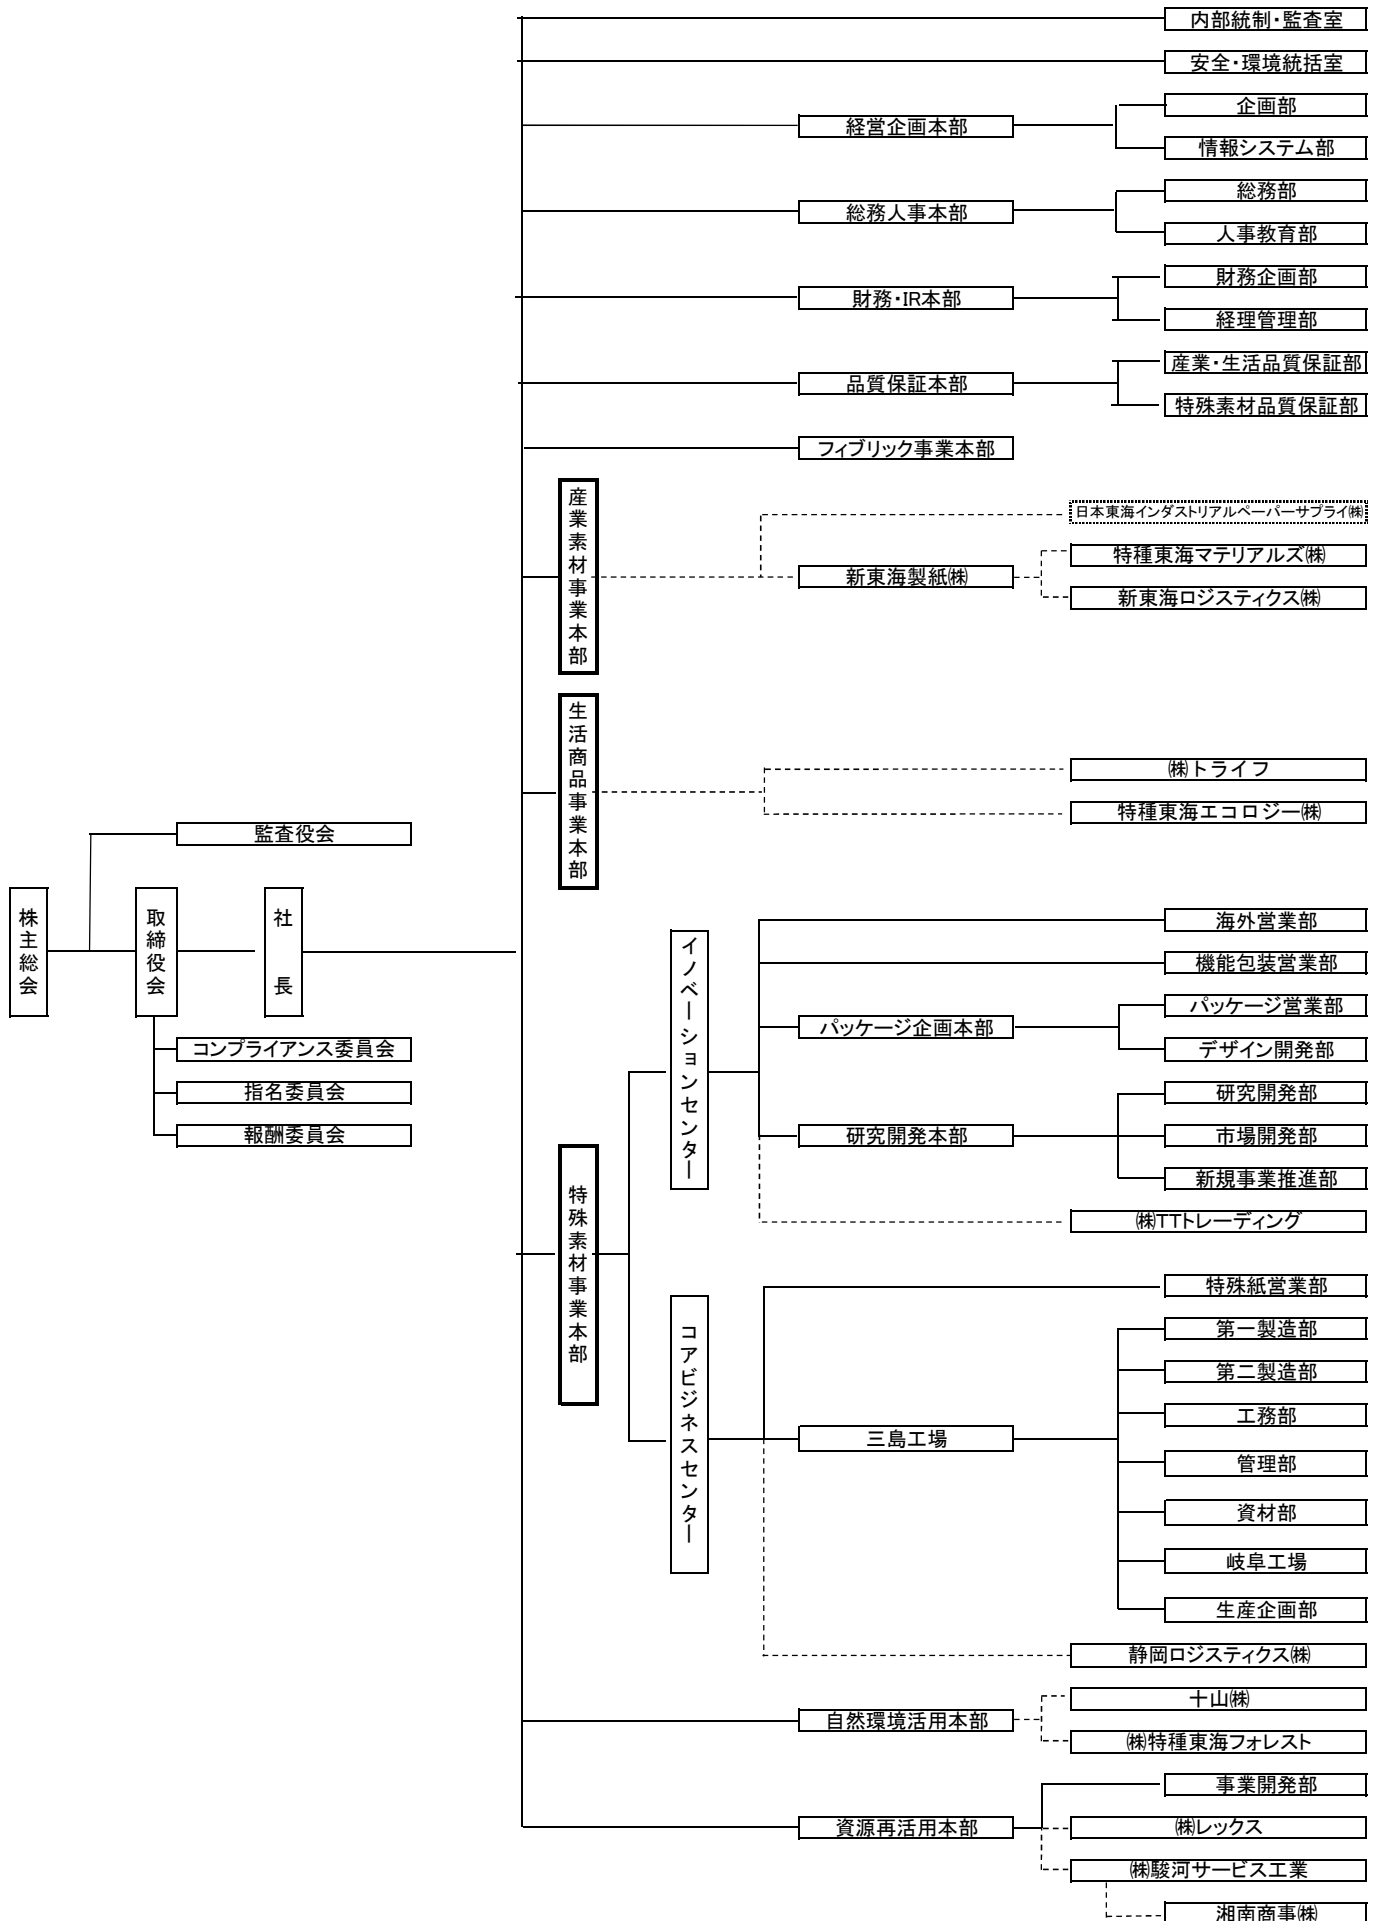 内部統制・監査室
安全・環境統括室
経営企画本部
企画部
情報システム部
総務人事本部
総務部
人事教育部
財務・IR本部
財務企画部
経理管理部
品質保証本部
産業・生活品質保証部
特殊素材品質保証部
フィブリック事業本部
産業素材事業本部
日本東海インダストリアルペーパーサプライ㈱
新東海製紙㈱
特種東海マテリアルズ㈱
新東海ロジスティクス㈱
生活商品事業本部
㈱トライフ
特種東海エコロジー㈱
株主総会
監査役会
取締役会
社長
コンプライアンス委員会
指名委員会
報酬委員会
特殊素材事業本部
イノベーションセンター
海外営業部
機能包装営業部
パッケージ企画本部
パッケージ営業部
デザイン開発部
研究開発本部
研究開発部
市場開発部
新規事業推進部
㈱TTトレーディング
コアビジネスセンター
特殊紙営業部
三島工場
第一製造部
第二製造部
工務部
管理部
資材部
岐阜工場
生産企画部
静岡ロジスティクス㈱
自然環境活用本部
十山㈱
㈱特種東海フォレスト
資源再活用本部
事業開発部
㈱レックス
㈱駿河サービス工業
湘南商事㈱